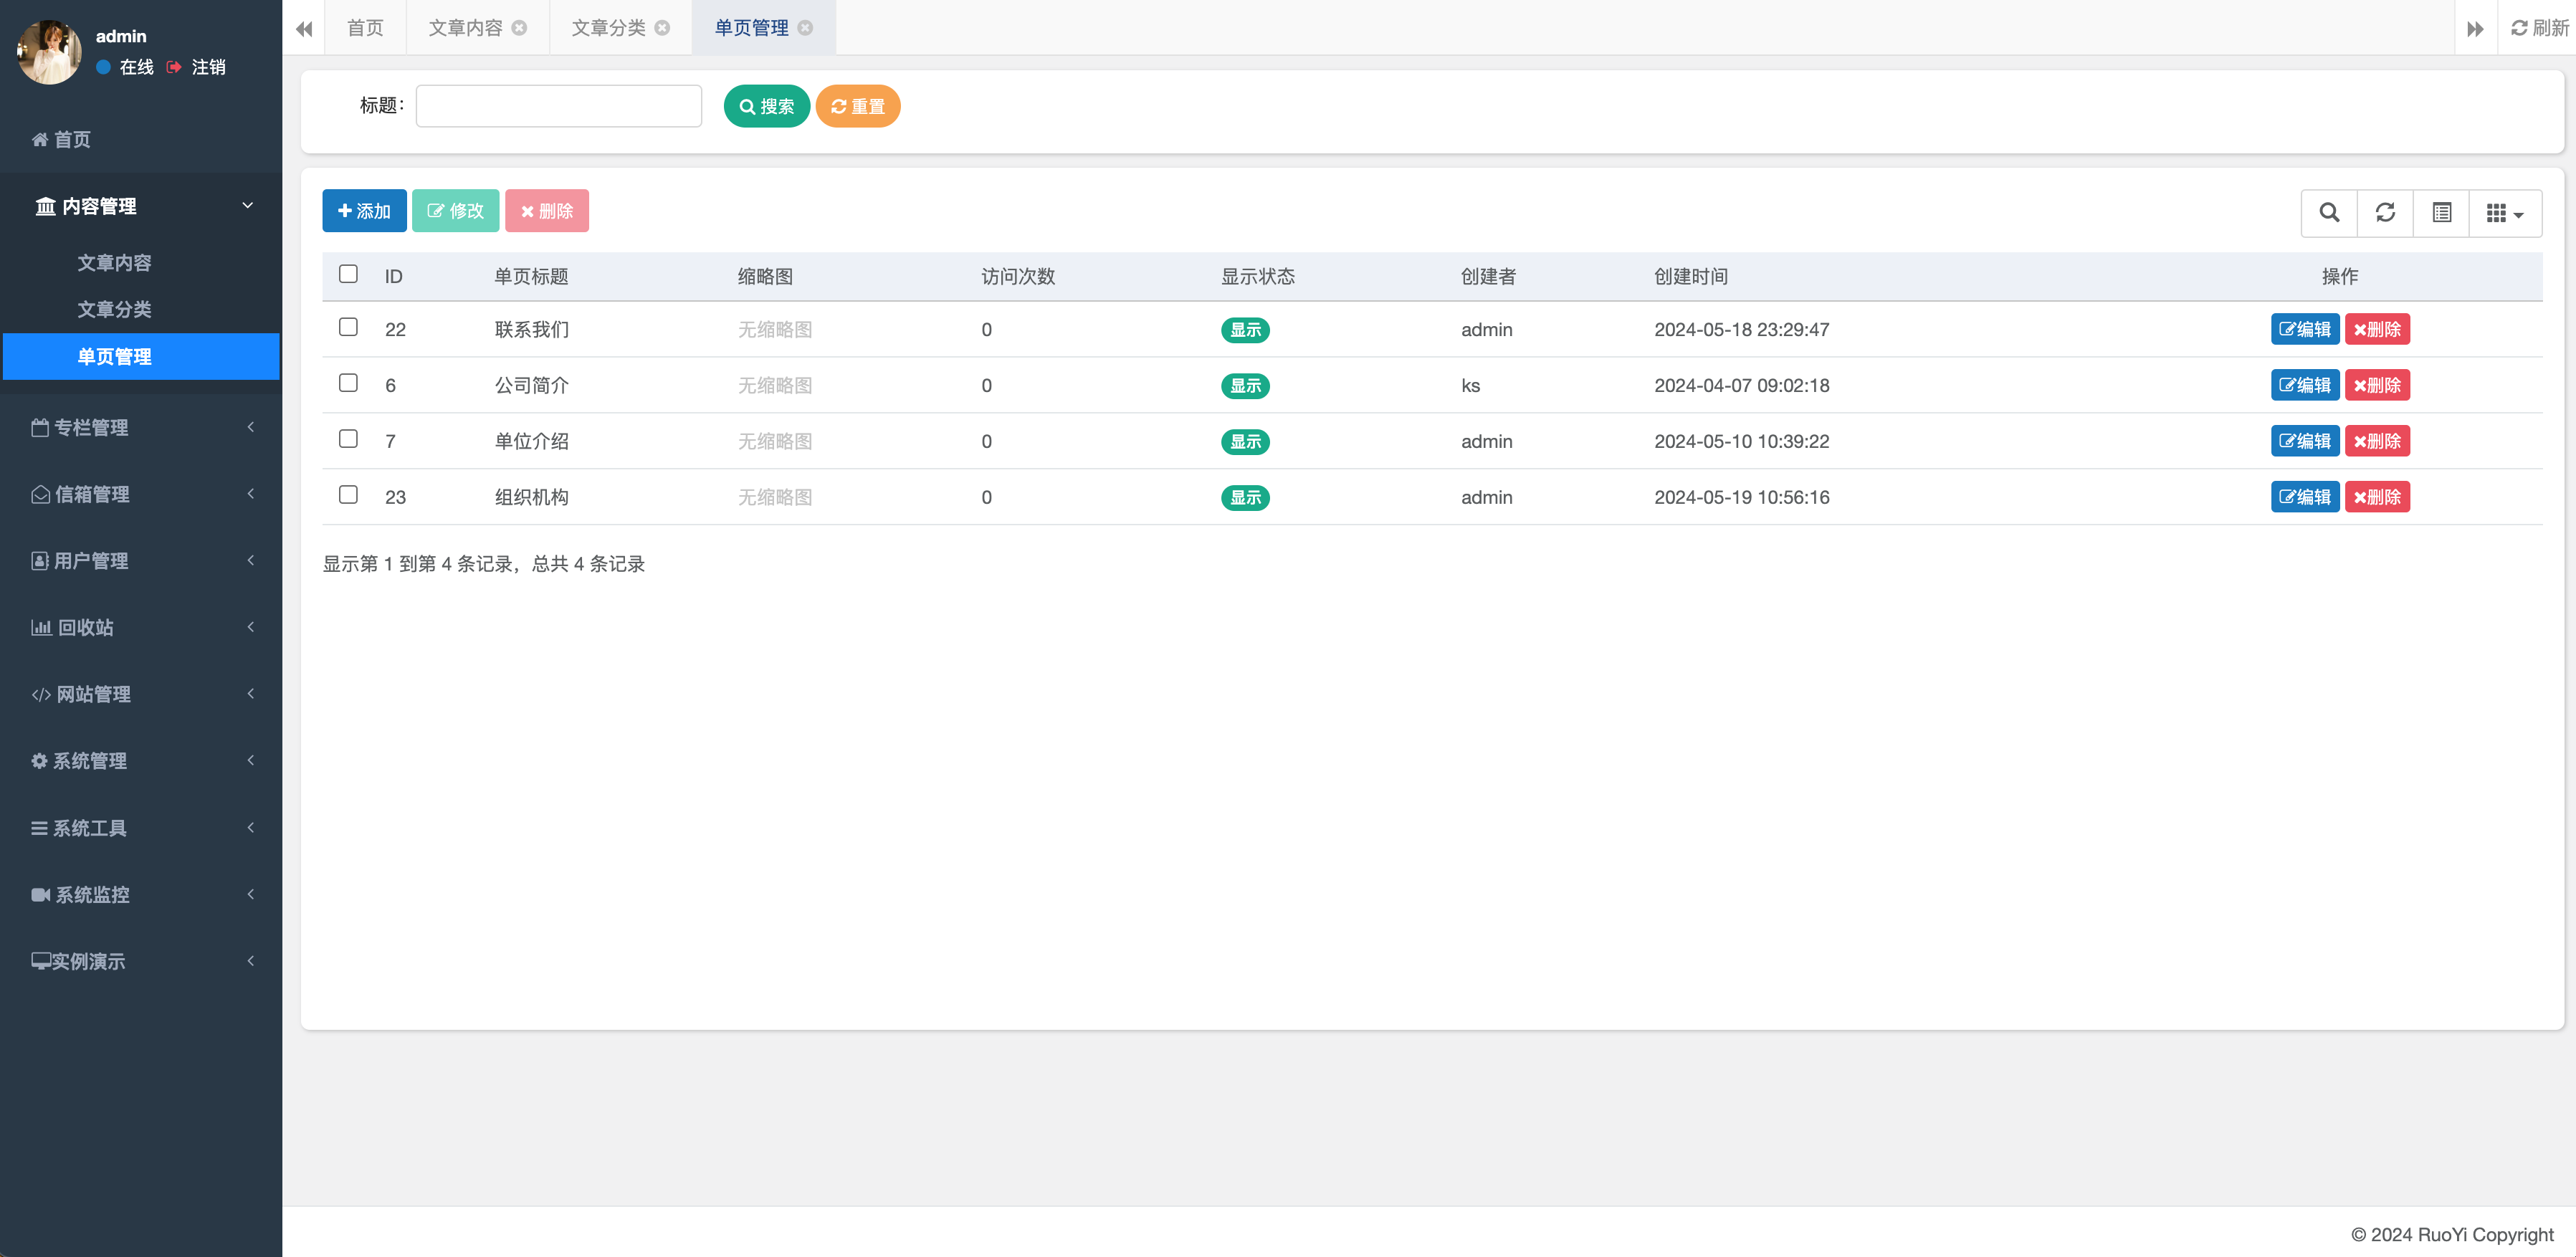 admin
在线 注销
首页
内容管理
文章内容
文章分类
单页管理
专栏管理
信箱管理
用户管理
回收站
网站管理
系统管理
系统工具
系统监控
实例演示
首页 文章内容 文章分类 单页管理 刷新
标题： 搜索 重置
添加 修改 删除
ID 单页标题 缩略图 访问次数 显示状态 创建者 创建时间 操作
22 联系我们 无缩略图 0 显示 admin 2024-05-18 23:29:47 编辑 删除
6 公司简介 无缩略图 0 显示 ks 2024-04-07 09:02:18 编辑 删除
7 单位介绍 无缩略图 0 显示 admin 2024-05-10 10:39:22 编辑 删除
23 组织机构 无缩略图 0 显示 admin 2024-05-19 10:56:16 编辑 删除
显示第 1 到第 4 条记录，总共 4 条记录
© 2024 RuoYi Copyright